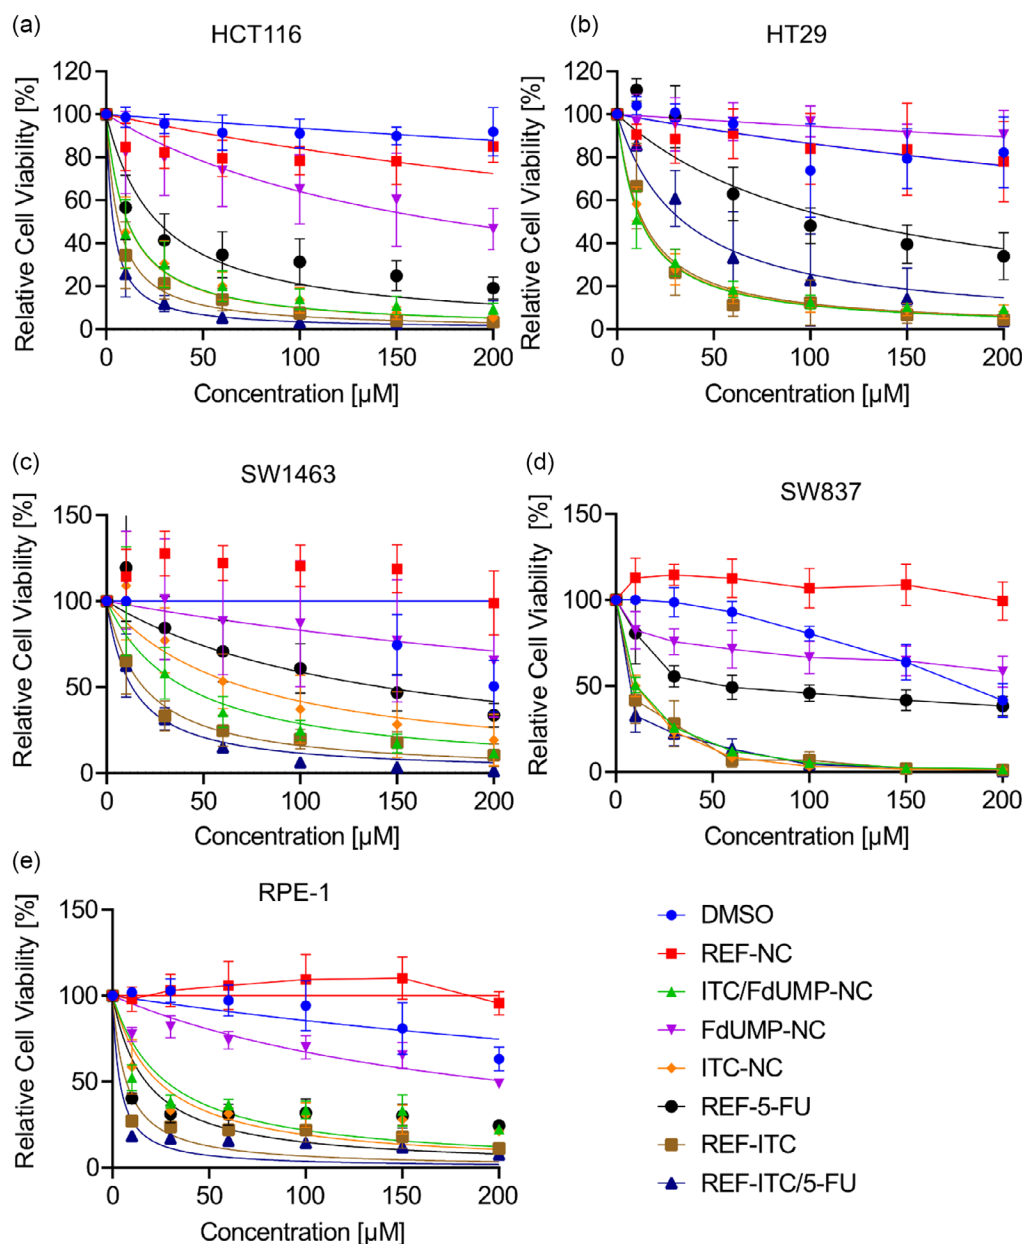 (a)
HCT116
Relative Cell Viability [%]
120
100
80
60
40
20
0
0 50 100 150 200
Concentration [µM]
(b)
HT29
Relative Cell Viability [%]
120
100
80
60
40
20
0
0 50 100 150 200
Concentration [µM]
(c)
SW1463
Relative Cell Viability [%]
150
100
50
0
0 50 100 150 200
Concentration [µM]
(d)
SW837
Relative Cell Viability [%]
150
100
50
0
0 50 100 150 200
Concentration [µM]
(e)
RPE-1
Relative Cell Viability [%]
150
100
50
0
0 50 100 150 200
Concentration [µM]
DMSO
REF-NC
ITC/FdUMP-NC
FdUMP-NC
ITC-NC
REF-5-FU
REF-ITC
REF-ITC/5-FU